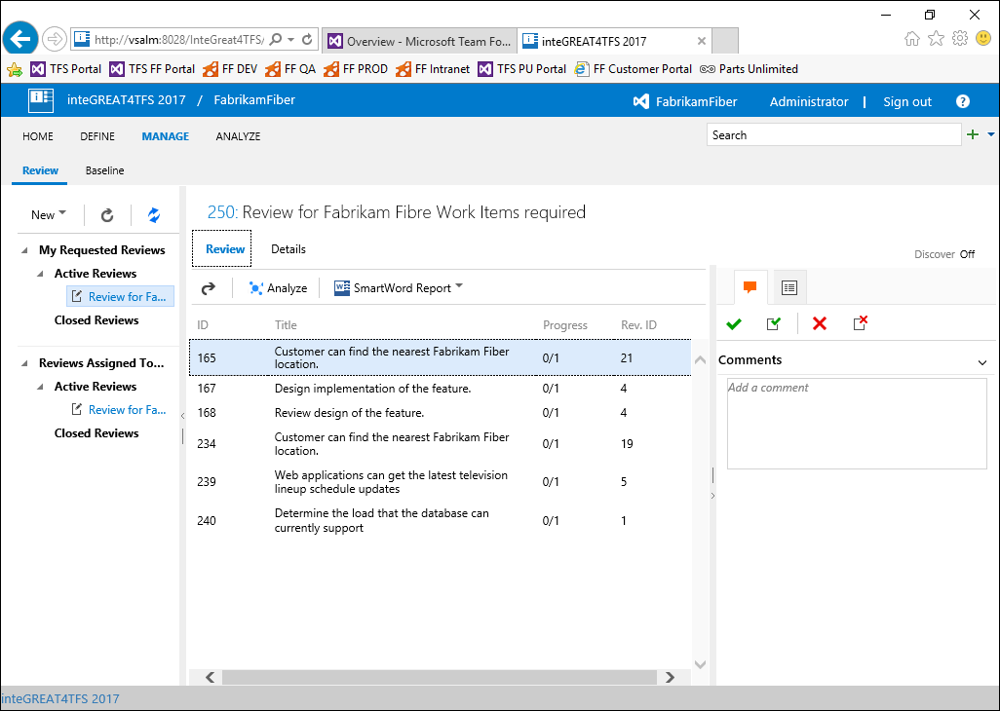 http://vsalm:8028/InteGreat4TFS/
Overview - Microsoft Team Fo...
inteGREAT4TFS 2017
TFS Portal
TFS FF Portal
FF DEV
FF QA
FF PROD
FF Intranet
TFS PU Portal
FF Customer Portal
Parts Unlimited
inteGREAT4TFS 2017 / FabrikamFiber
FabrikamFiber
Administrator | Sign out
?
HOME
DEFINE
MANAGE
ANALYZE
Search
Review
Baseline
New
My Requested Reviews
Active Reviews
Review for Fa...
Closed Reviews
Reviews Assigned To...
Active Reviews
Review for Fa...
Closed Reviews
250: Review for Fabrikam Fibre Work Items required
Review
Details
Discover Off
Analyze
SmartWord Report
ID Title Progress Rev. ID
165 Customer can find the nearest Fabrikam Fiber 0/1 21
location.
167 Design implementation of the feature. 0/1 4
168 Review design of the feature. 0/1 4
234 Customer can find the nearest Fabrikam Fiber 0/1 19
location.
239 Web applications can get the latest television 0/1 5
lineup schedule updates
240 Determine the load that the database can 0/1 1
currently support
Comments
Add a comment
inteGREAT4TFS 2017